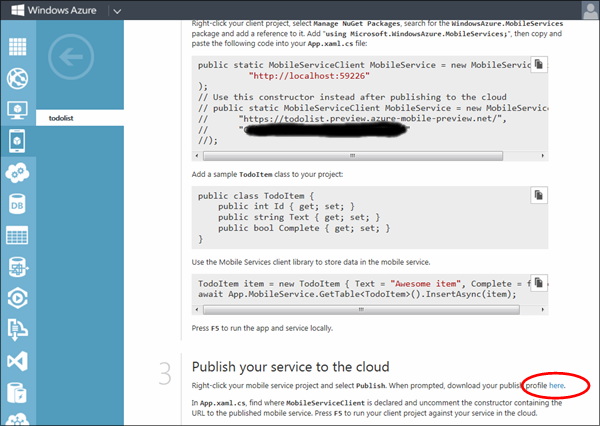 Windows Azure
Right-click your client project, select Manage NuGet Packages, search for the WindowsAzure.MobileServices
package and add a reference to it. Add "using Microsoft.WindowsAzure.MobileServices;", then copy and
paste the following code into your App.xaml.cs file:
public static MobileServiceClient MobileService = new MobileServic
"http://localhost:59226"
);
// Use this constructor instead after publishing to the cloud
// public static MobileServiceClient MobileService = new MobileServic
//      "https://todolist.preview.azure-mobile-preview.net/",
//      "
//);
todolist
Add a sample TodoItem class to your project:
public class TodoItem {
public int Id { get; set; }
public string Text { get; set; }
public bool Complete { get; set; }
}
Use the Mobile Services client library to store data in the mobile service.
TodoItem item = new TodoItem { Text = "Awesome item", Complete = f
await App.MobileService.GetTable<TodoItem>().InsertAsync(item);
Press F5 to run the app and service locally.
3
Publish your service to the cloud
Right-click your mobile service project and select Publish. When prompted, download your publish profile here.
In App.xaml.cs, find where MobileServiceClient is declared and uncomment the constructor containing the
URL to the published mobile service. Press F5 to run your client project against your service in the cloud.
DB